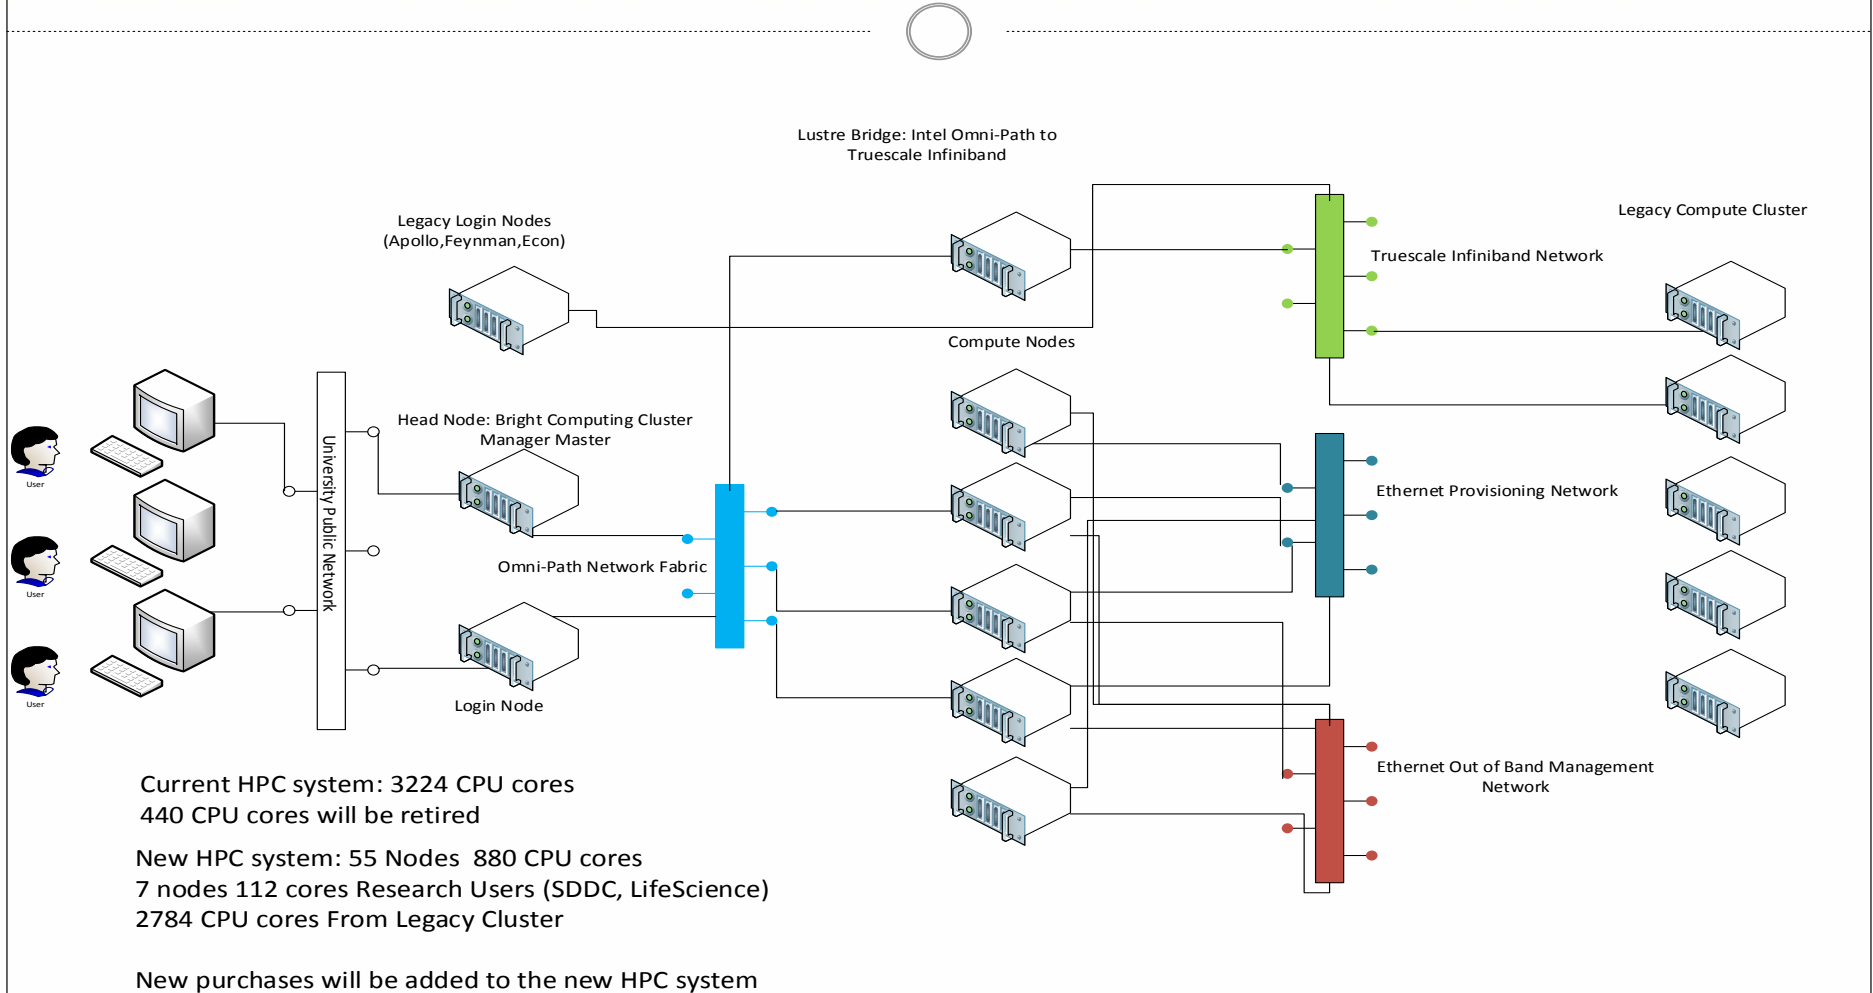 Lustre Bridge: Intel Omni-Path to
Truescale Infiniband
Legacy Compute Cluster
Legacy Login Nodes
(Apollo,Feynman,Econ)
Truescale Infiniband Network
Compute Nodes
Head Node: Bright Computing Cluster
Manager Master
University Public Network
User
User
User
Ethernet Provisioning Network
Omni-Path Network Fabric
Login Node
Ethernet Out of Band Management
Network
Current HPC system: 3224 CPU cores
440 CPU cores will be retired
New HPC system: 55 Nodes 880 CPU cores
7 nodes 112 cores Research Users (SDDC, LifeScience)
2784 CPU cores From Legacy Cluster
New purchases will be added to the new HPC system